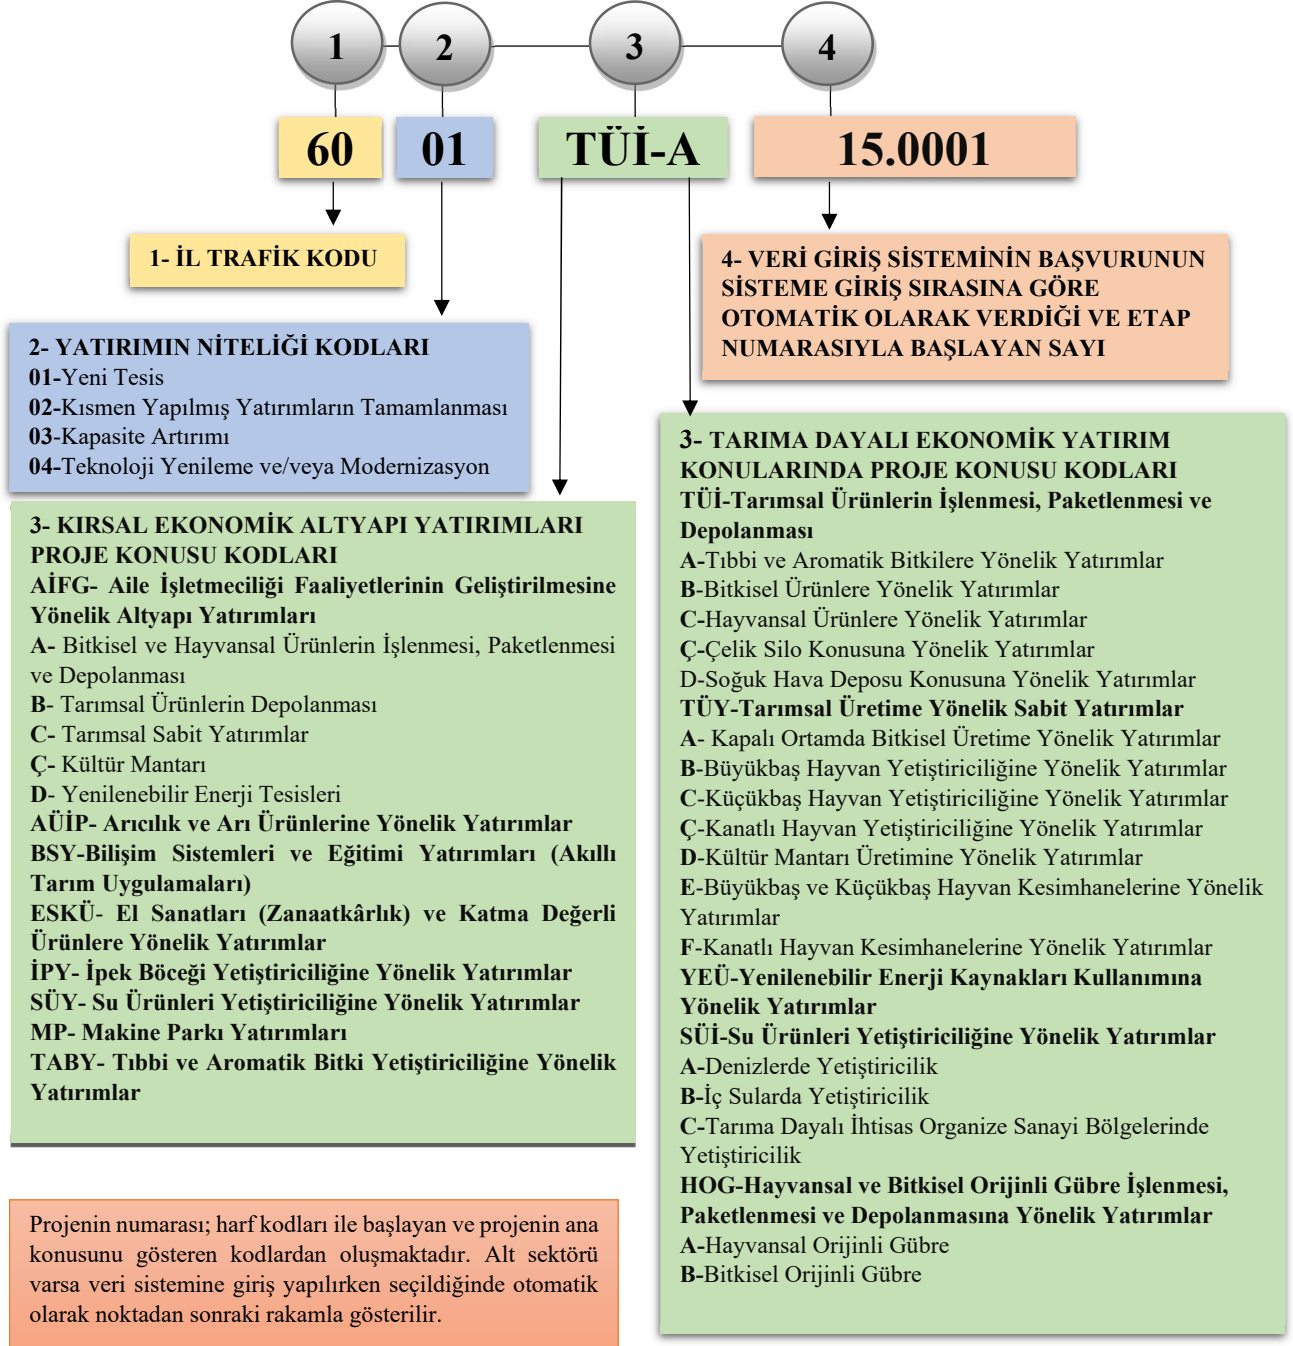 1 2 3 4
60 01 TÜİ-A 15.0001
1- İL TRAFİK KODU
4- VERİ GİRİŞ SİSTEMİNİN BAŞVURUNUN
SİSTEME GİRİŞ SIRASINA GÖRE
OTOMATİK OLARAK VERDİĞİ VE ETAP
NUMARASIYLA BAŞLAYAN SAYI
2- YATIRIMIN NİTELİĞİ KODLARI
01-Yeni Tesis
02-Kısmen Yapılmış Yatırımların Tamamlanması
03-Kapasite Artırımı
04-Teknoloji Yenileme ve/veya Modernizasyon
3- KIRSAL EKONOMİK ALTYAPI YATIRIMLARI
PROJE KONUSU KODLARI
AİFG- Aile İşletmeciliği Faaliyetlerinin Geliştirilmesine
Yönelik Altyapı Yatırımları
A- Bitkisel ve Hayvansal Ürünlerin İşlenmesi, Paketlenmesi
ve Depolanması
B- Tarımsal Ürünlerin Depolanması
C- Tarımsal Sabit Yatırımlar
Ç- Kültür Mantarı
D- Yenilenebilir Enerji Tesisleri
AÜİP- Arıcılık ve Arı Ürünlerine Yönelik Yatırımlar
BSY-Bilişim Sistemleri ve Eğitimi Yatırımları (Akıllı
Tarım Uygulamaları)
ESKÜ- El Sanatları (Zanaatkârlık) ve Katma Değerli
Ürünlere Yönelik Yatırımlar
İPY- İpek Böceği Yetiştiriciliğine Yönelik Yatırımlar
SÜY- Su Ürünleri Yetiştiriciliğine Yönelik Yatırımlar
MP- Makine Parkı Yatırımları
TABY- Tıbbi ve Aromatik Bitki Yetiştiriciliğine Yönelik
Yatırımlar
3- TARIMA DAYALI EKONOMİK YATIRIM
KONULARINDA PROJE KONUSU KODLARI
TÜİ-Tarımsal Ürünlerin İşlenmesi, Paketlenmesi ve
Depolanması
A-Tıbbi ve Aromatik Bitkilere Yönelik Yatırımlar
B-Bitkisel Ürünlere Yönelik Yatırımlar
C-Hayvansal Ürünlere Yönelik Yatırımlar
Ç-Çelik Silo Konusuna Yönelik Yatırımlar
D-Soğuk Hava Deposu Konusuna Yönelik Yatırımlar
TÜY-Tarımsal Üretime Yönelik Sabit Yatırımlar
A- Kapalı Ortamda Bitkisel Üretime Yönelik Yatırımlar
B-Büyükbaş Hayvan Yetiştiriciliğine Yönelik Yatırımlar
C-Küçükbaş Hayvan Yetiştiriciliğine Yönelik Yatırımlar
Ç-Kanatlı Hayvan Yetiştiriciliğine Yönelik Yatırımlar
D-Kültür Mantarı Üretimine Yönelik Yatırımlar
E-Büyükbaş ve Küçükbaş Hayvan Kesimhanelerine Yönelik
Yatırımlar
F-Kanatlı Hayvan Kesimhanelerine Yönelik Yatırımlar
YEÜ-Yenilenebilir Enerji Kaynakları Kullanımına
Yönelik Yatırımlar
SÜİ-Su Ürünleri Yetiştiriciliğine Yönelik Yatırımlar
A-Denizlerde Yetiştiricilik
B-İç Sularda Yetiştiricilik
C-Tarıma Dayalı İhtisas Organize Sanayi Bölgelerinde
Yetiştiricilik
HOG-Hayvansal ve Bitkisel Orijinli Gübre İşlenmesi,
Paketlenmesi ve Depolanmasına Yönelik Yatırımlar
A-Hayvansal Orijinli Gübre
B-Bitkisel Orijinli Gübre
Projenin numarası; harf kodları ile başlayan ve projenin ana
konusunu gösteren kodlardan oluşmaktadır. Alt sektörü
varsa veri sistemine giriş yapılırken seçildiğinde otomatik
olarak noktadan sonraki rakamla gösterilir.